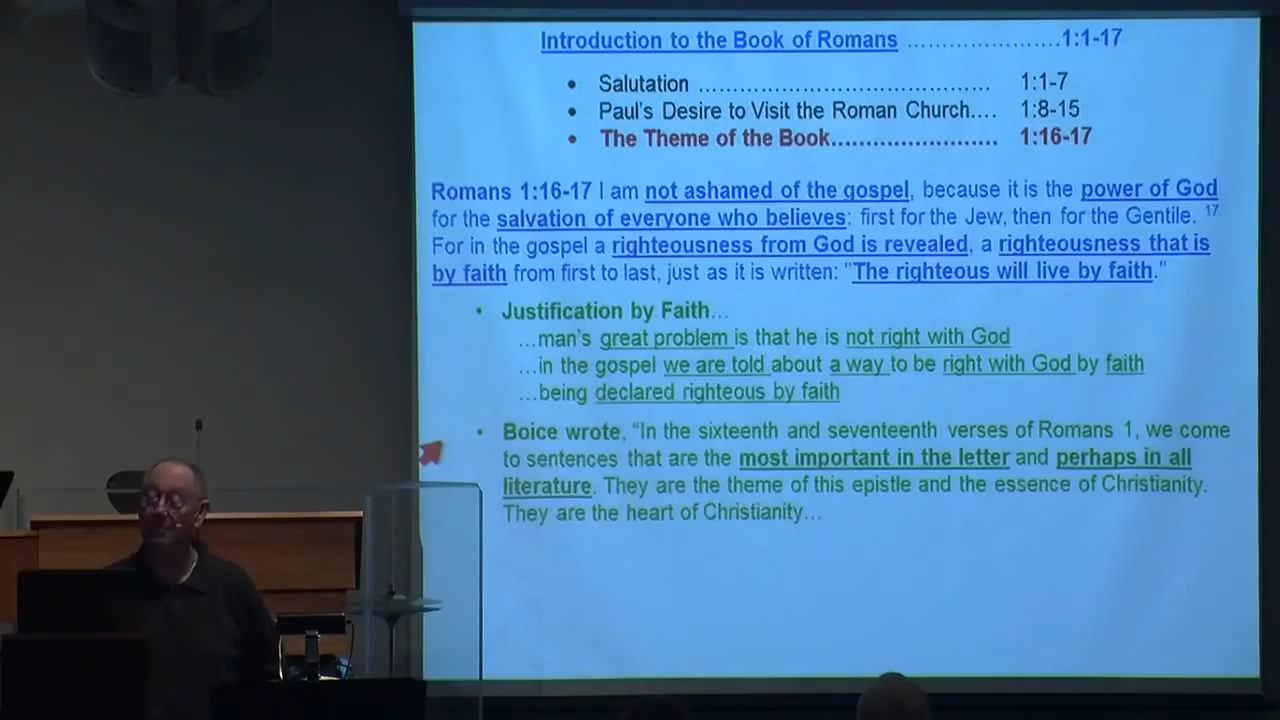 Introduction to the Book of Romans ......................1:1-17
• Salutation .......................................... 1:1-7
• Paul's Desire to Visit the Roman Church.... 1:8-15
• The Theme of the Book......................... 1:16-17
Romans 1:16-17 I am not ashamed of the gospel, because it is the power of God
for the salvation of everyone who believes: first for the Jew, then for the Gentile. 17
For in the gospel a righteousness from God is revealed, a righteousness that is
by faith from first to last, just as it is written: "The righteous will live by faith."
• Justification by Faith…
…man's great problem is that he is not right with God
…in the gospel we are told about a way to be right with God by faith
…being declared righteous by faith
• Boice wrote, “In the sixteenth and seventeenth verses of Romans 1, we come
to sentences that are the most important in the letter and perhaps in all
literature. They are the theme of this epistle and the essence of Christianity.
They are the heart of Christianity…